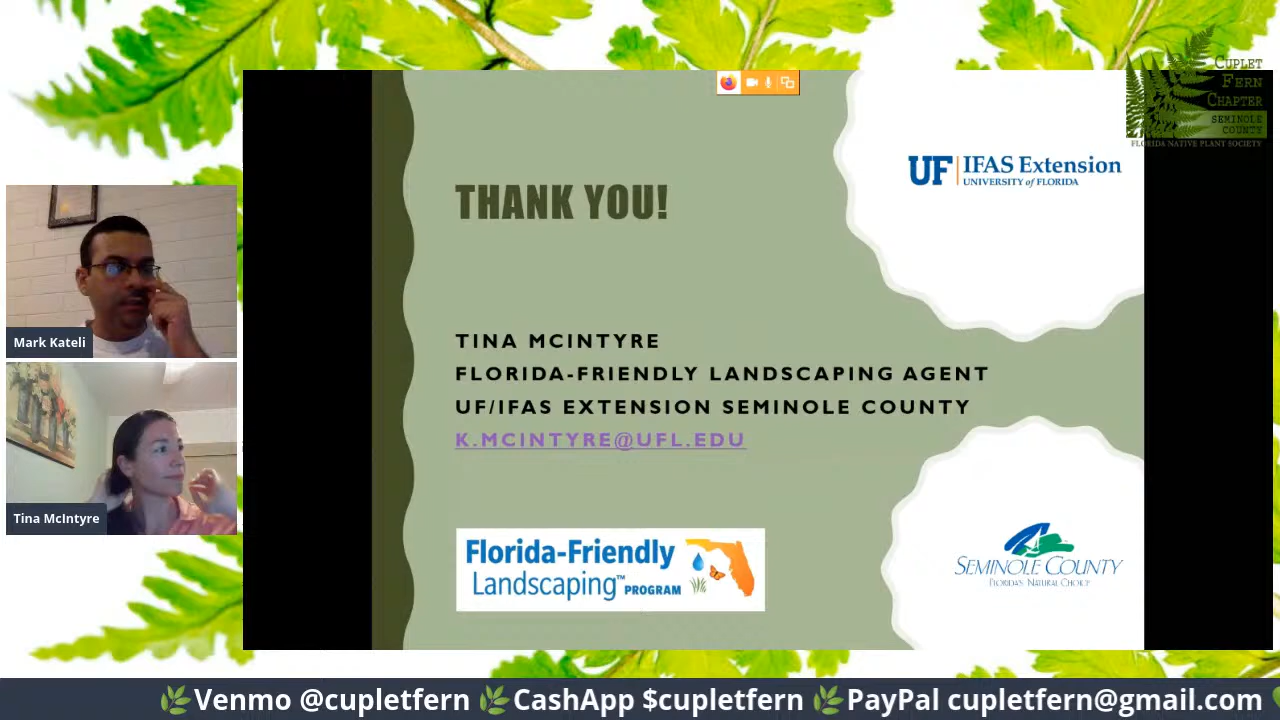 CUPLET
FERN
CHAPTER
SEMINOLE
COUNTY
FLORIDA NATIVE PLANT SOCIETY
UF | IFAS Extension
UNIVERSITY of FLORIDA
THANK YOU!
Mark Kateli
TINA MCINTYRE
FLORIDA-FRIENDLY LANDSCAPING AGENT
UF/IFAS EXTENSION SEMINOLE COUNTY
K.MCINTYRE@UFL.EDU
Tina McIntyre
Florida-Friendly
Landscaping™ PROGRAM
SEMINOLE COUNTY
FLORIDA'S NATURAL CHOICE
Venmo @cupletfern CashApp $cupletfern PayPal cupletfern@gmail.com